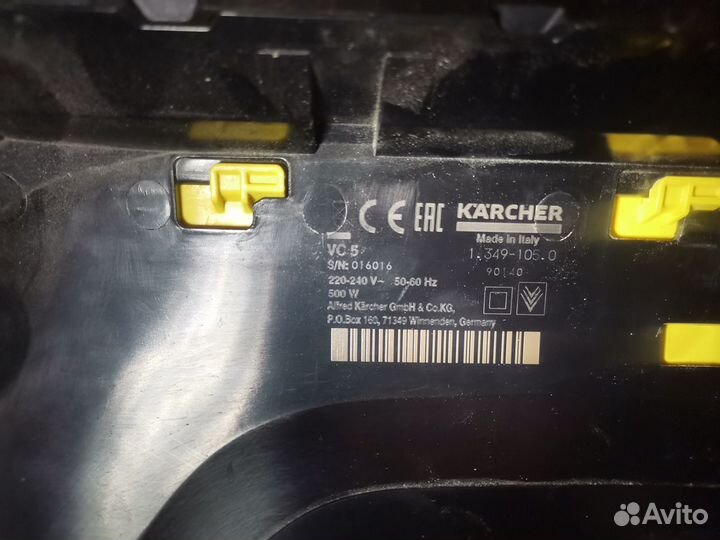 CE EAC KÄRCHER
Made in Italy
VC 5 1.349-105.0
S/N: 016016 90140
220-240 V~ 50-60 Hz
500 W
Alfred Kärcher GmbH & Co.KG,
P.O.Box 160, 71349 Winnenden, Germany
Avito